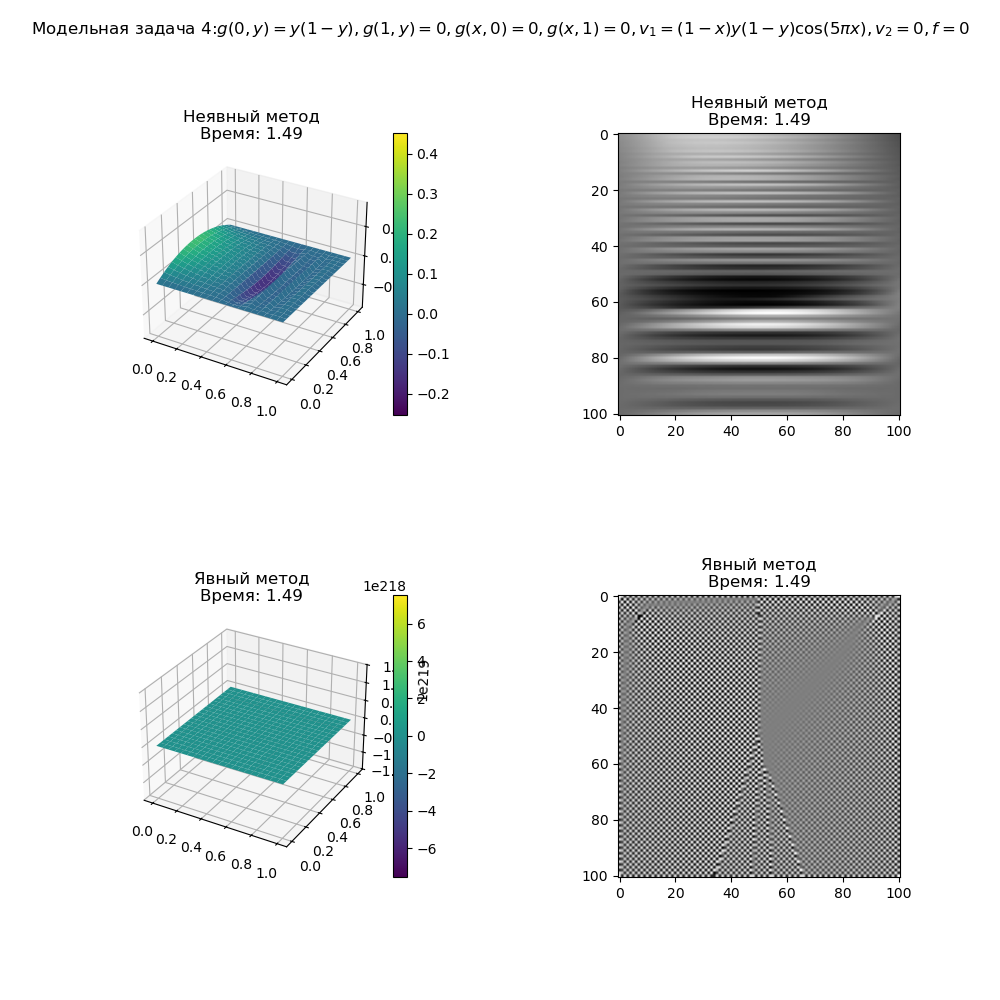 Модельная задача 4:g(0, y) = y(1 − y), g(1, y) = 0, g(x, 0) = 0, g(x, 1) = 0, v₁ = (1 − x)y(1 − y)cos(5πx), v₂ = 0, f = 0
Неявный метод
Время: 1.49
0.4
0.3
0.2
0.1
0.0
−0.1
−0.2
0.0 0.2 0.4 0.6 0.8 1.0
0.0 0.2 0.4 0.6 0.8 1.0
Неявный метод
Время: 1.49
0
20
40
60
80
100
0 20 40 60 80 100
Явный метод
Время: 1.49
1e218
6
4
2
0
−2
−4
−6
1e219
0.0 0.2 0.4 0.6 0.8 1.0
0.0 0.2 0.4 0.6 0.8 1.0
Явный метод
Время: 1.49
0
20
40
60
80
100
0 20 40 60 80 100